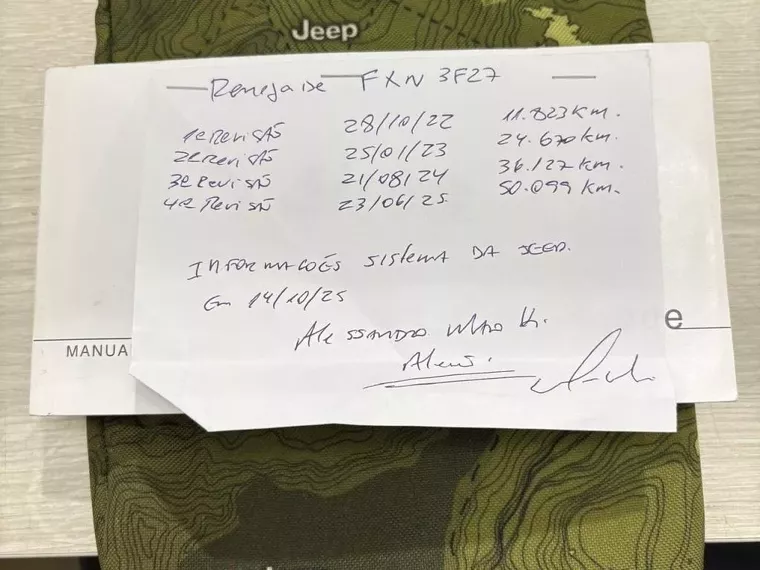 Jeep
Renegade FXN 3F27
1ª Revisão 28/10/22 11.823 Km.
2ª Revisão 25/01/23 24.670 Km.
3ª Revisão 21/08/24 36.127 Km.
4ª Revisão 23/06/25 50.099 Km.
INFORMAÇÕES SISTEMA DA JEEP.
Em 14/10/25
Alessandro
e
MANUA